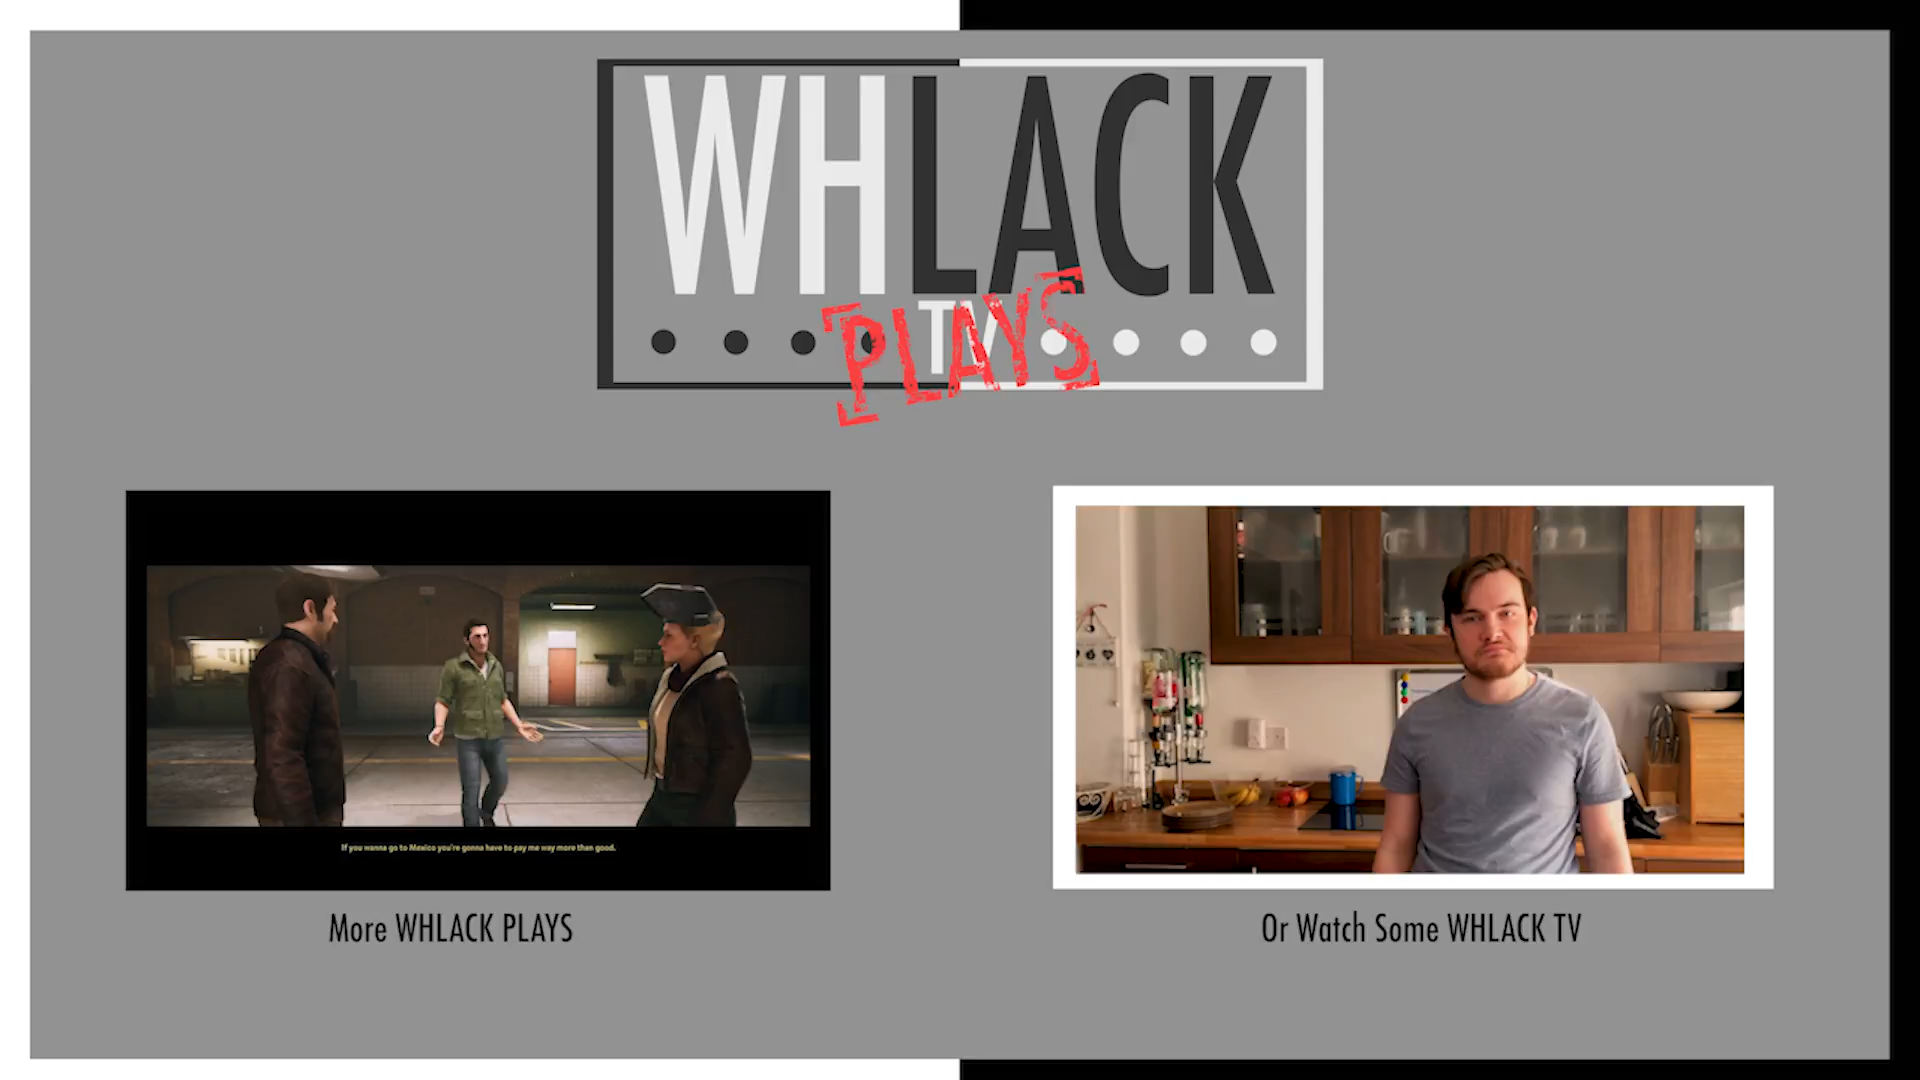 WHLACK
TV
PLAYS
If you wanna go to Mexico you're gonna have to pay me way more than good.
More WHLACK PLAYS
Or Watch Some WHLACK TV